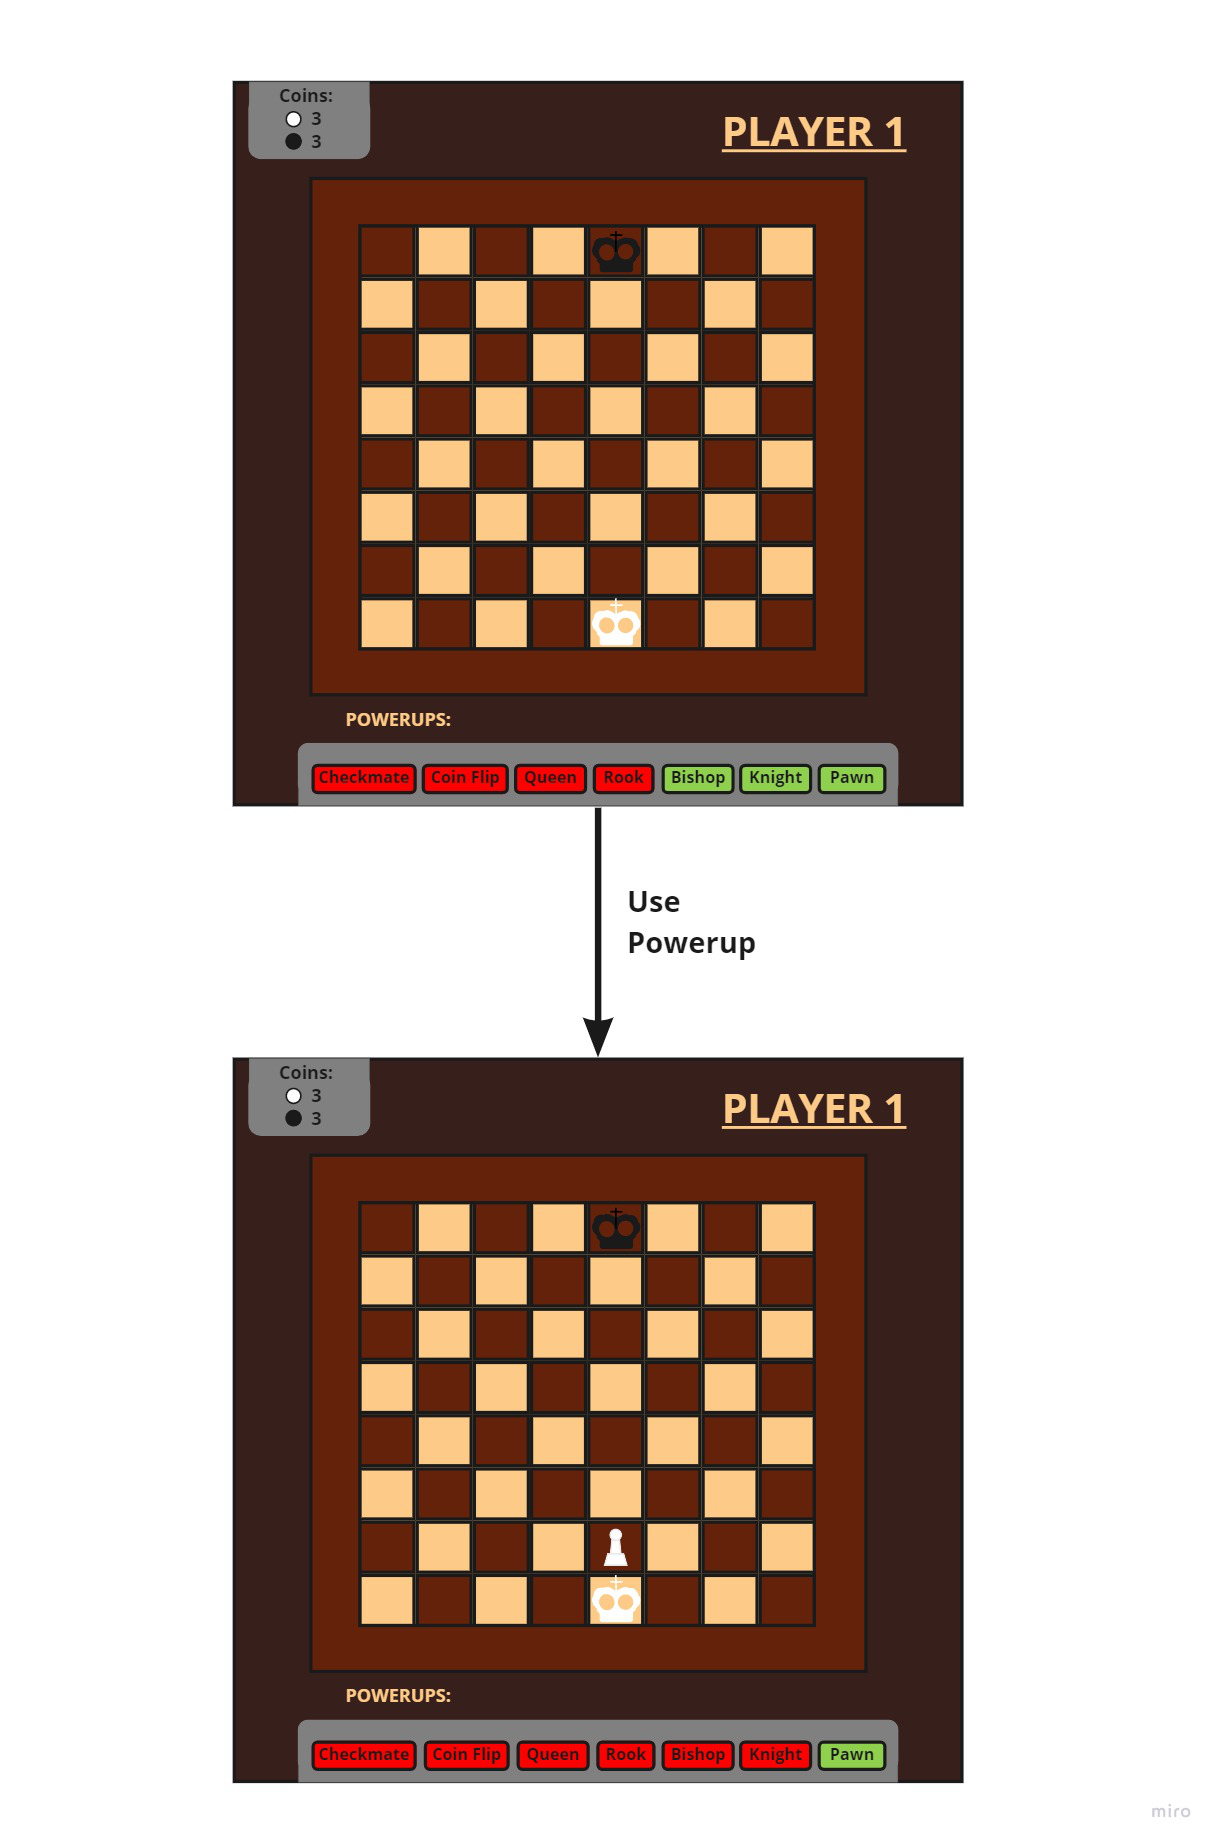 Coins:
3
3
PLAYER 1
POWERUPS:
Checkmate Coin Flip Queen Rook Bishop Knight Pawn
Use
Powerup
Coins:
3
3
PLAYER 1
POWERUPS:
Checkmate Coin Flip Queen Rook Bishop Knight Pawn
miro